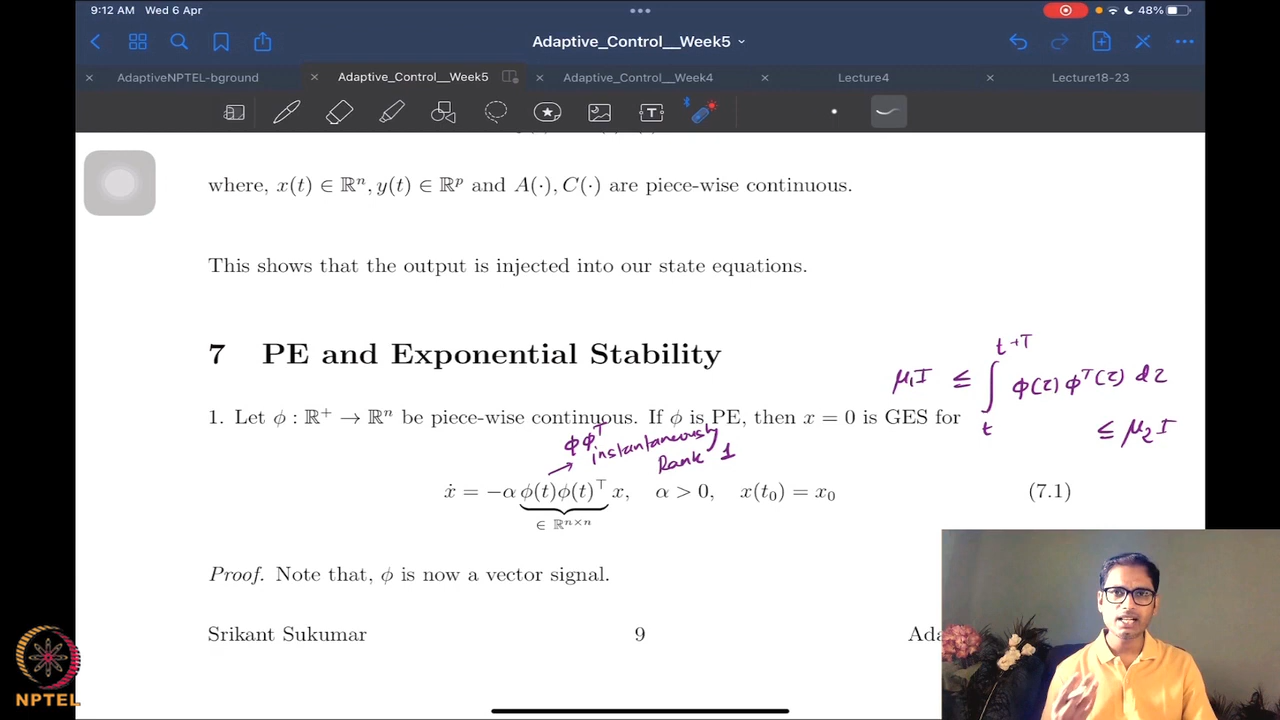 9:12 AM Wed 6 Apr
48%
Adaptive_Control__Week5
AdaptiveNPTEL-bground
Adaptive_Control__Week5
Adaptive_Control__Week4
Lecture4
Lecture18-23
where, x(t) ∈ ℝⁿ, y(t) ∈ ℝᵖ and A(·), C(·) are piece-wise continuous.
This shows that the output is injected into our state equations.
7 PE and Exponential Stability
μ₁I ≤ ∫ₜᵗ⁺ᵀ ϕ(τ) ϕᵀ(τ) dτ
≤ μ₂I
1. Let ϕ : ℝ⁺ → ℝⁿ be piece-wise continuous. If ϕ is PE, then x = 0 is GES for
ϕϕᵀ instantaneously
Rank 1
ẋ = −α ϕ(t)ϕ(t)^⊤ x, α > 0, x(t₀) = x₀ (7.1)
∈ ℝⁿˣⁿ
Proof. Note that, ϕ is now a vector signal.
Srikant Sukumar 9 Ada
NPTEL